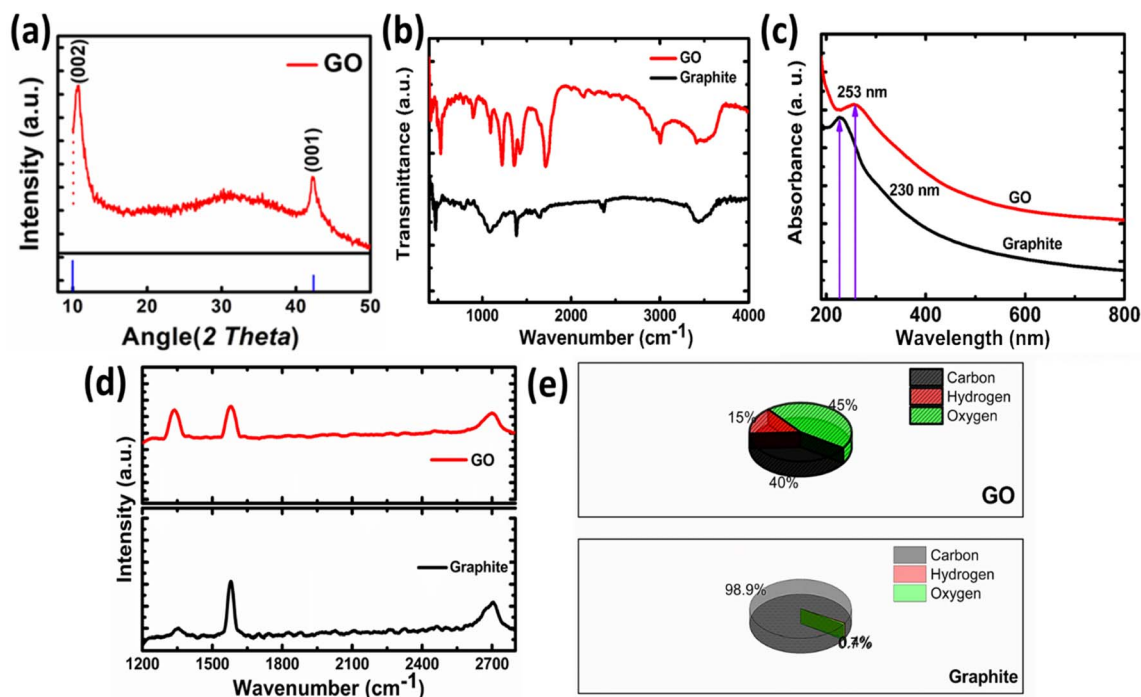 (a)
(002)
GO
(001)
Intensity (a.u.)
10 20 30 40 50
Angle(2 Theta)
(b)
GO
Graphite
Transmittance (a.u.)
1000 2000 3000 4000
Wavenumber (cm-1)
(c)
253 nm
230 nm
GO
Graphite
Absorbance (a. u.)
200 400 600 800
Wavelength (nm)
(d)
GO
Graphite
Intensity (a.u.)
1200 1500 1800 2100 2400 2700
Wavenumber (cm-1)
(e)
Carbon
Hydrogen
Oxygen
45%
15%
40%
GO
Carbon
Hydrogen
Oxygen
98.9%
Graphite